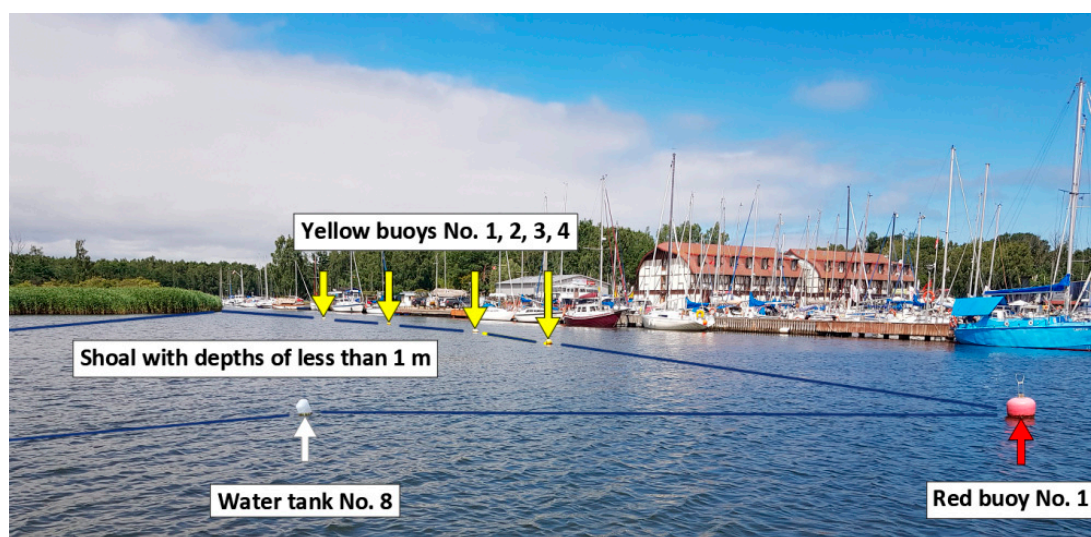 Yellow buoys No. 1, 2, 3, 4
Shoal with depths of less than 1 m
Water tank No. 8
Red buoy No. 1